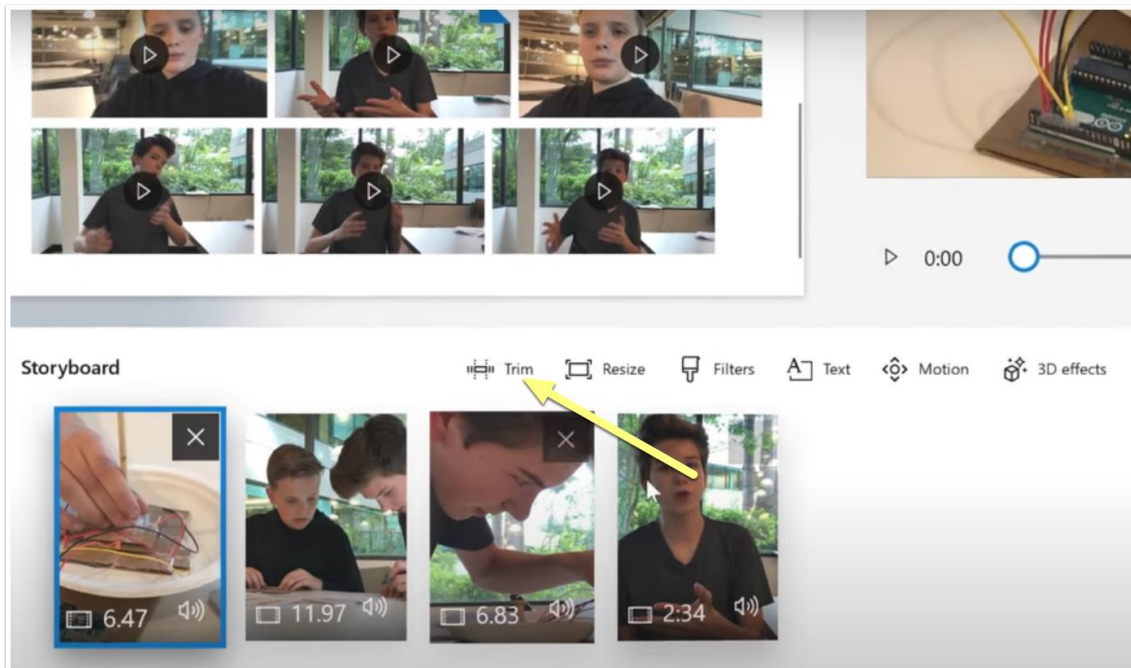 0:00
Storyboard
Trim
Resize
Filters
Text
Motion
3D effects
6.47
11.97
6.83
2:34